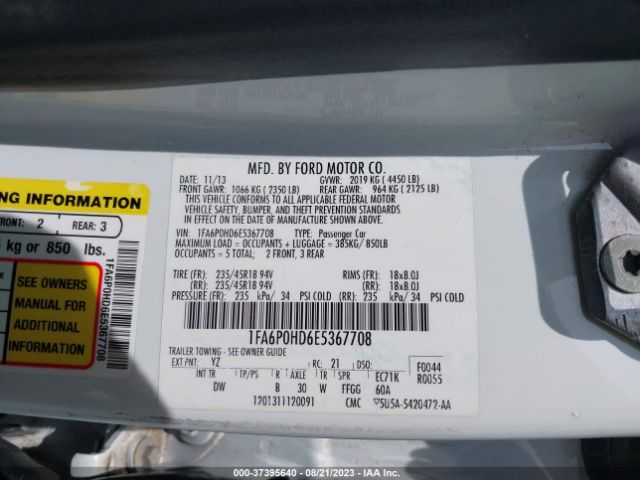 MFD. BY FORD MOTOR CO.
DATE: 11/13 GVWR: 2019 KG ( 4450 LB)
FRONT GAWR: 1066 KG ( 2350 LB) REAR GAWR: 964 KG ( 2125 LB)
THIS VEHICLE CONFORMS TO ALL APPLICABLE FEDERAL MOTOR
VEHICLE SAFETY, BUMPER, AND THEFT PREVENTION STANDARDS
IN EFFECT ON THE DATE OF MANUFACTURE SHOWN ABOVE.
VIN: 1FA6P0HD6E5367708 TYPE: Passenger Car
MAXIMUM LOAD = OCCUPANTS + LUGGAGE = 385KG/ 850LB
OCCUPANTS = 5 TOTAL; 2 FRONT, 3 REAR
TIRE (FR): 235/45R18 94V RIMS (FR): 18x8.0J
(RR): 235/45R18 94V (RR): 18x8.0J
PRESSURE (FR): 235 kPa/ 34 PSI COLD (RR): 235 kPa/ 34 PSI COLD
1FA6P0HD6E5367708
TRAILER TOWING - SEE OWNER GUIDE
EXT PNT: YZ RC: 21 DSO: F0044
R0055
INT TR TP/PS R AXLE TR SPR EC71K
DW B 30 W FFGG 60A
1201311120091 CMC 5U5A-5420472-AA
NG INFORMATION
FRONT: 2 REAR: 3
kg or 850 lbs.
SEE OWNERS
MANUAL FOR
ADDITIONAL
INFORMATION
1FA6P0HD6E5367708
000-37395640 - 08/21/2023 - IAA Inc.